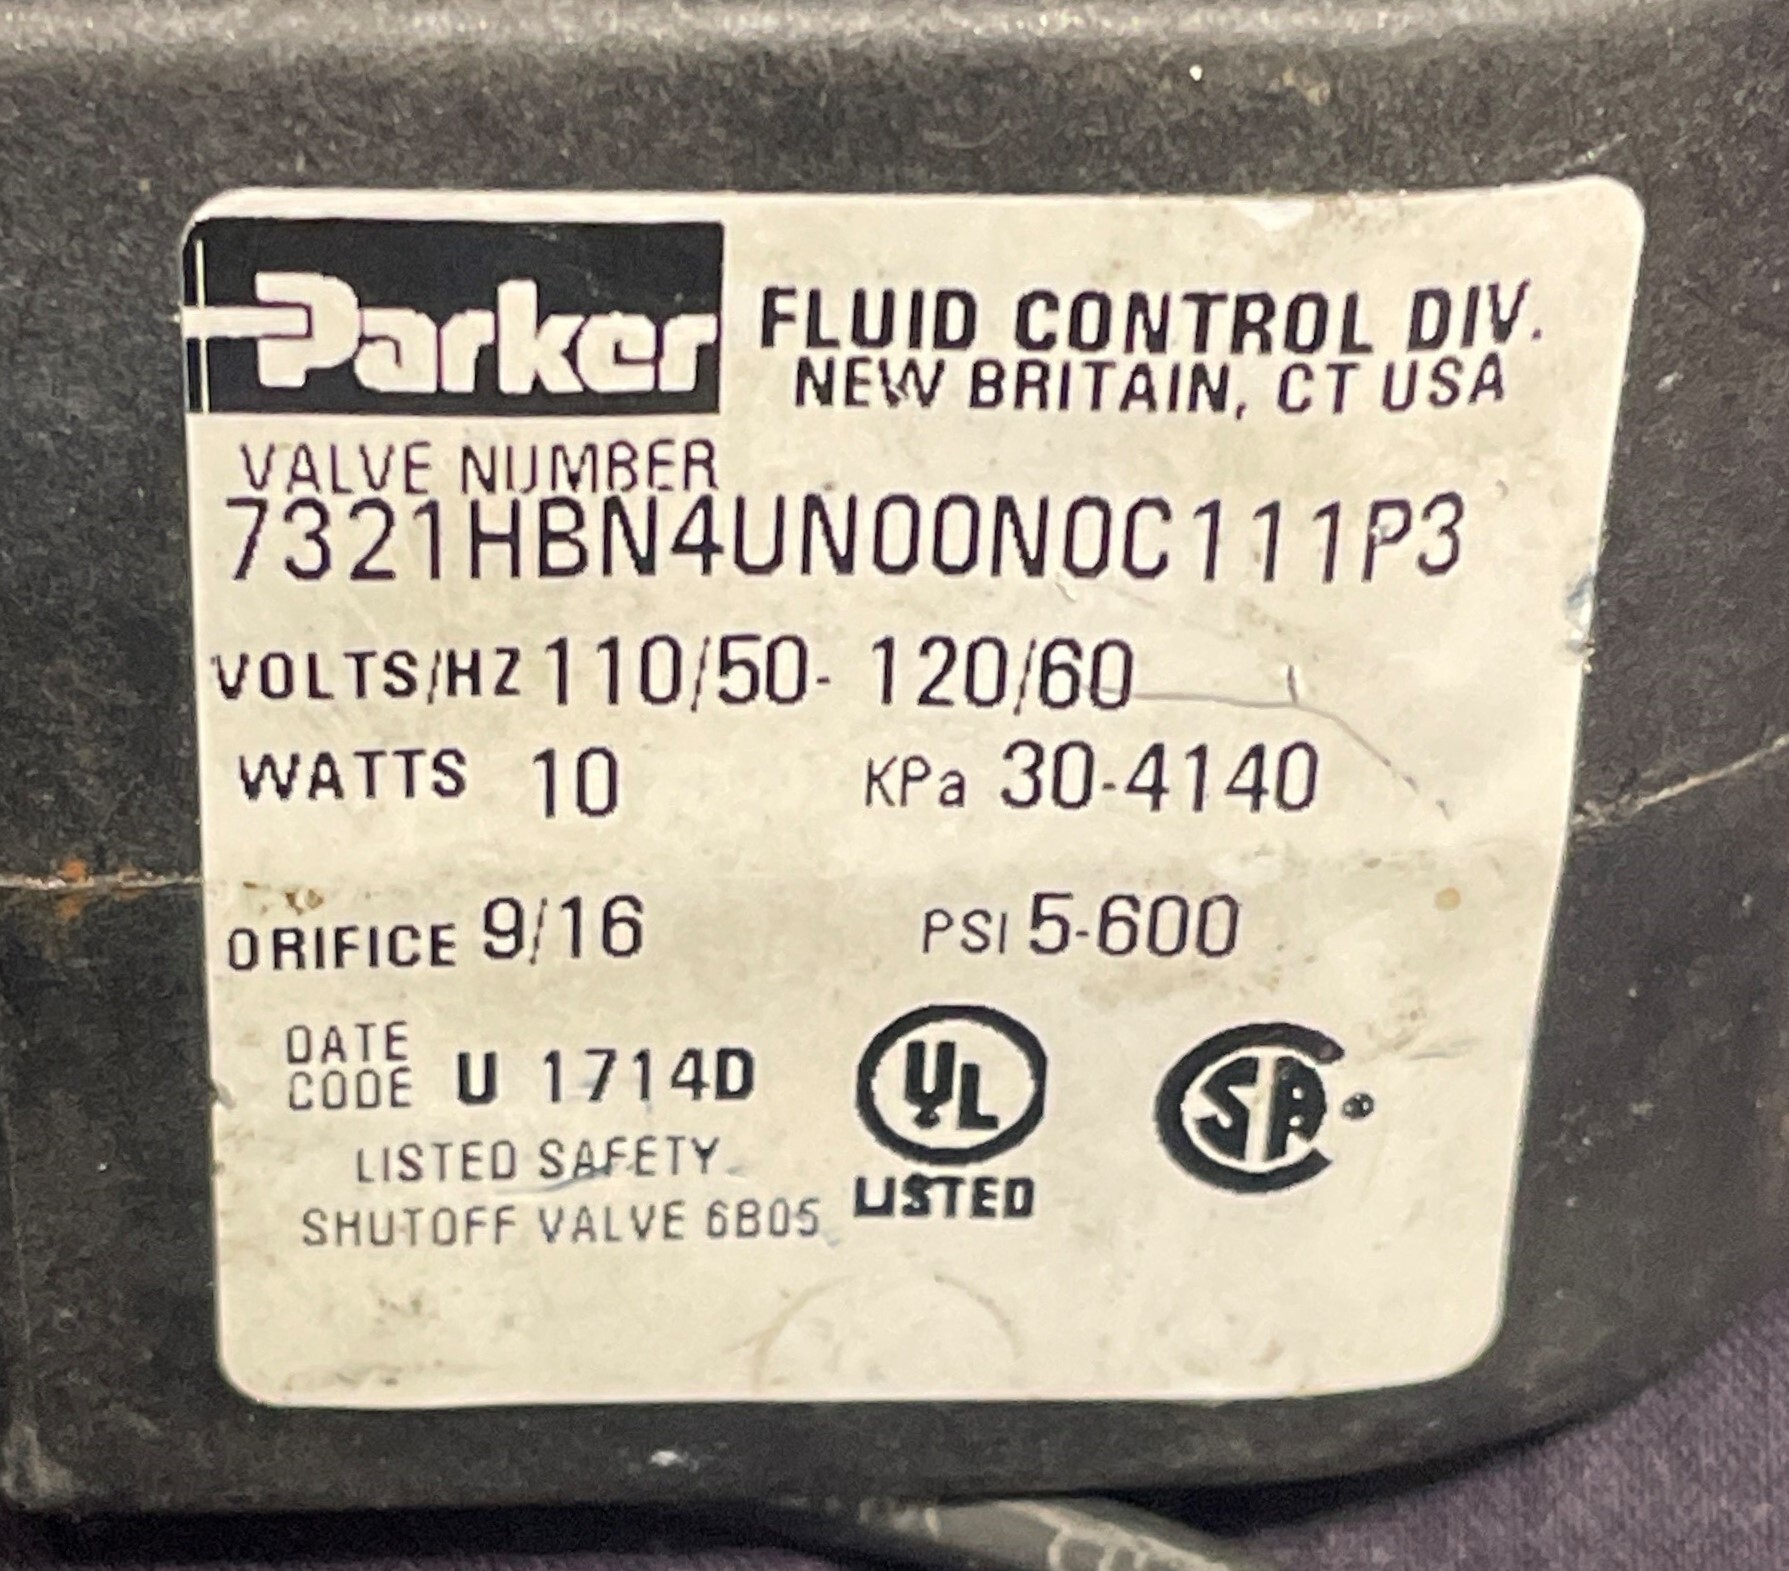 Parker
FLUID CONTROL DIV.
NEW BRITAIN, CT USA
VALVE NUMBER
7321HBN4UN00N0C111P3
VOLTS/HZ 110/50- 120/60
WATTS 10 KPa 30-4140
ORIFICE 9/16 PSI 5-600
DATE
CODE U 1714D
LISTED SAFETY
SHUTOFF VALVE 6B05
UL
LISTED
CSA ®